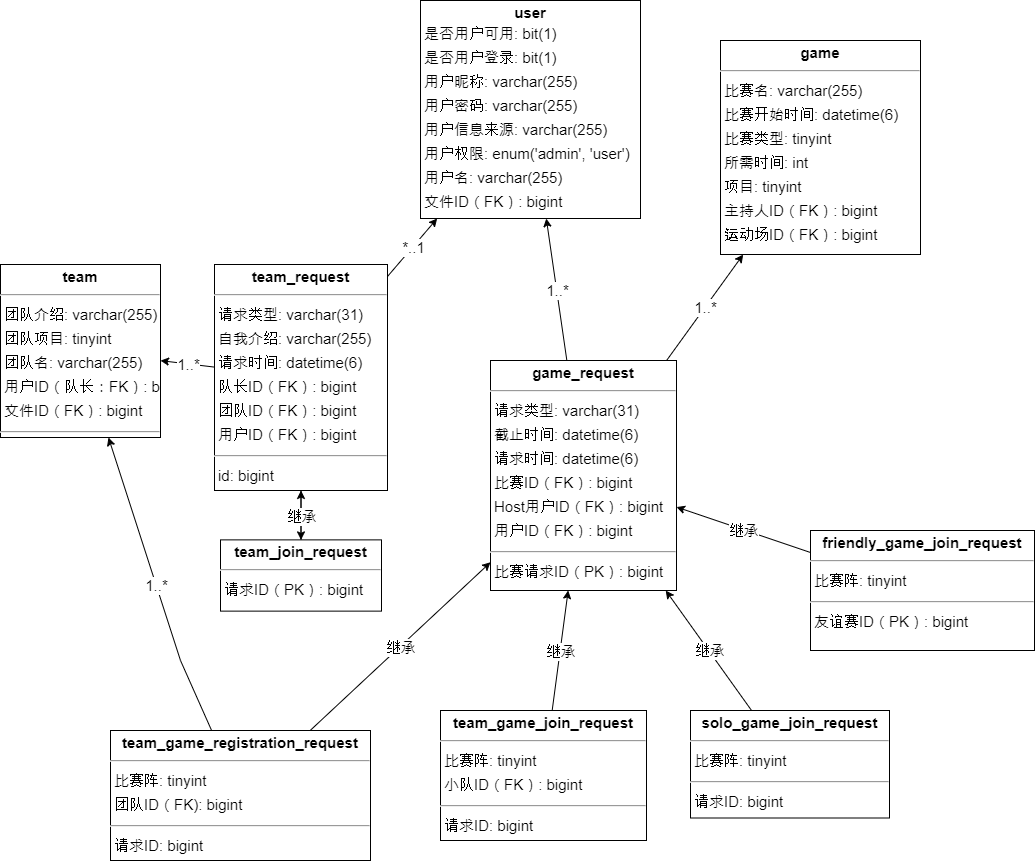 user
是否用户可用: bit(1)
是否用户登录: bit(1)
用户昵称: varchar(255)
用户密码: varchar(255)
用户信息来源: varchar(255)
用户权限: enum('admin', 'user')
用户名: varchar(255)
文件ID（FK）: bigint
game
比赛名: varchar(255)
比赛开始时间: datetime(6)
比赛类型: tinyint
所需时间: int
项目: tinyint
主持人ID（FK）: bigint
运动场ID（FK）: bigint
*..1
1..*
1..*
team
团队介绍: varchar(255)
团队项目: tinyint
团队名: varchar(255)
用户ID（队长：FK）: b
文件ID（FK）: bigint
1..*
team_request
请求类型: varchar(31)
自我介绍: varchar(255)
请求时间: datetime(6)
队长ID（FK）: bigint
团队ID（FK）: bigint
用户ID（FK）: bigint
id: bigint
继承
team_join_request
请求ID（PK）: bigint
game_request
请求类型: varchar(31)
截止时间: datetime(6)
请求时间: datetime(6)
比赛ID（FK）: bigint
Host用户ID（FK）: bigint
用户ID（FK）: bigint
比赛请求ID（PK）: bigint
继承
friendly_game_join_request
比赛阵: tinyint
友谊赛ID（PK）: bigint
1..*
继承
继承
继承
team_game_registration_request
比赛阵: tinyint
团队ID（FK): bigint
请求ID: bigint
team_game_join_request
比赛阵: tinyint
小队ID（FK）: bigint
请求ID: bigint
solo_game_join_request
比赛阵: tinyint
请求ID: bigint